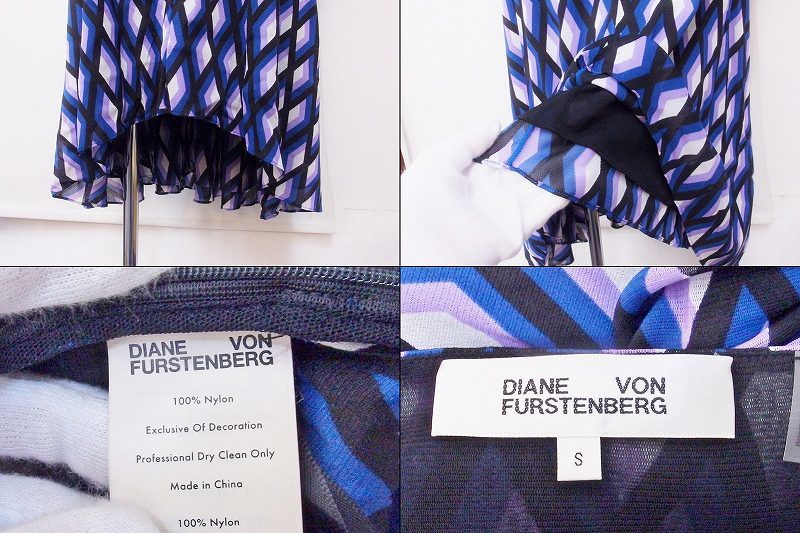 DIANE VON
FURSTENBERG
100% Nylon
Exclusive Of Decoration
Professional Dry Clean Only
Made in China
100% Nylon
DIANE VON
FURSTENBERG
S